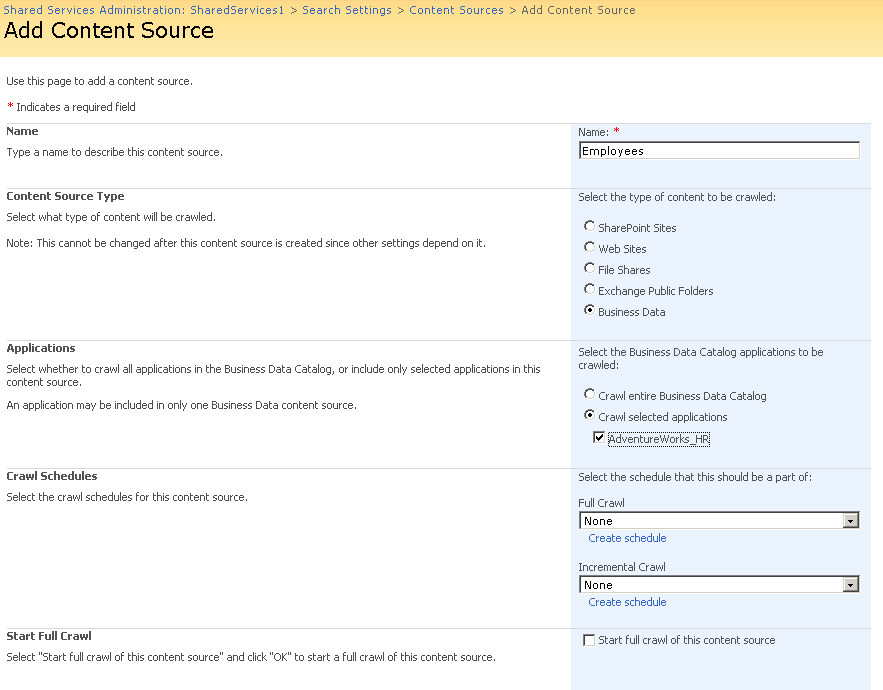 Shared Services Administration: SharedServices1 > Search Settings > Content Sources > Add Content Source
Add Content Source
Use this page to add a content source.
* Indicates a required field
Name
Type a name to describe this content source.
Name: *
Employees
Content Source Type
Select what type of content will be crawled.
Note: This cannot be changed after this content source is created since other settings depend on it.
Select the type of content to be crawled:
SharePoint Sites
Web Sites
File Shares
Exchange Public Folders
Business Data
Applications
Select whether to crawl all applications in the Business Data Catalog, or include only selected applications in this
content source.
An application may be included in only one Business Data content source.
Select the Business Data Catalog applications to be
crawled:
Crawl entire Business Data Catalog
Crawl selected applications
AdventureWorks_HR
Crawl Schedules
Select the crawl schedules for this content source.
Select the schedule that this should be a part of:
Full Crawl
None
Create schedule
Incremental Crawl
None
Create schedule
Start Full Crawl
Select "Start full crawl of this content source" and click "OK" to start a full crawl of this content source.
Start full crawl of this content source